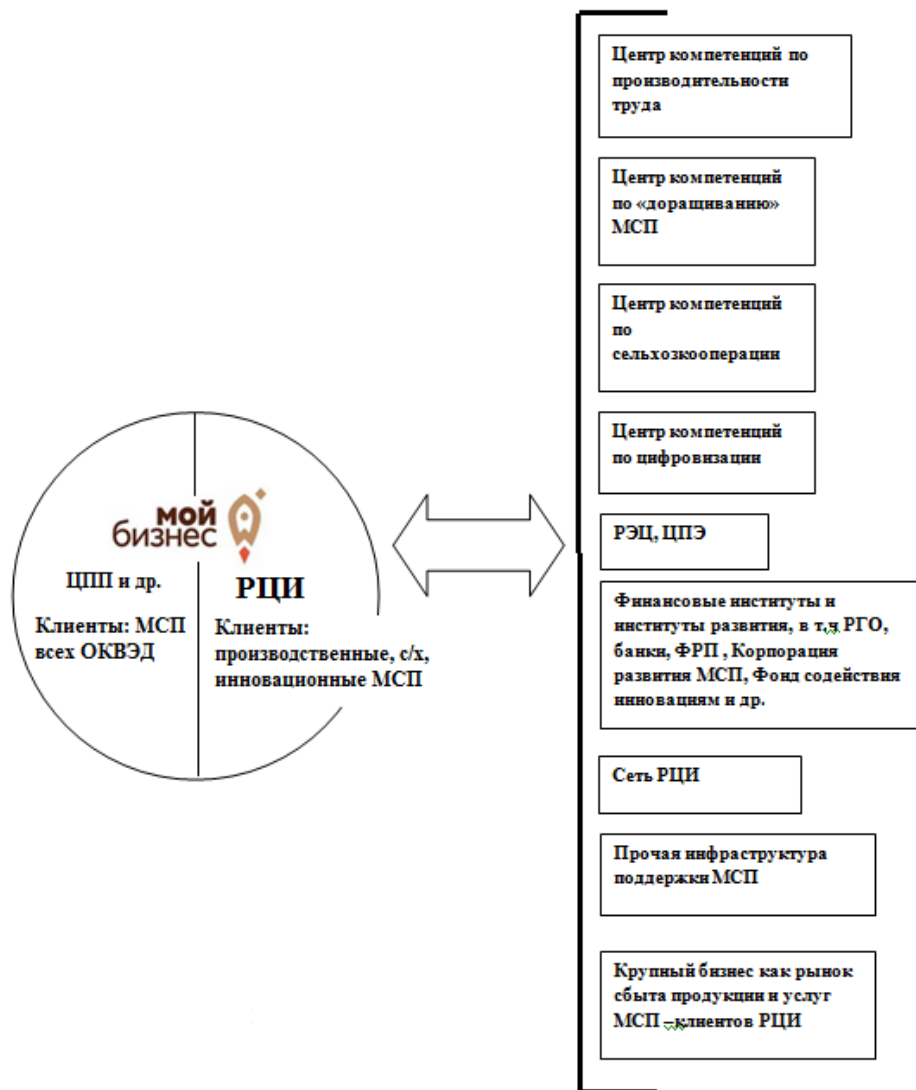 Центр компетенций по
производительности
труда
Центр компетенций
по «доращиванию»
МСП
Центр компетенций
по
сельхозкооперации
Центр компетенций
по цифровизации
мой
бизнес
ЦПП и др.
Клиенты: МСП
всех ОКВЭД
РЦИ
Клиенты:
производственные, с/х,
инновационные МСП
РЭЦ, ЦПЭ
Финансовые институты и
институты развития, в т.ч РГО,
банки, ФРП , Корпорация
развития МСП, Фонд содействия
инновациям и др.
Сеть РЦИ
Прочая инфраструктура
поддержки МСП
Крупный бизнес как рынок
сбыта продукции и услуг
МСП –клиентов РЦИ